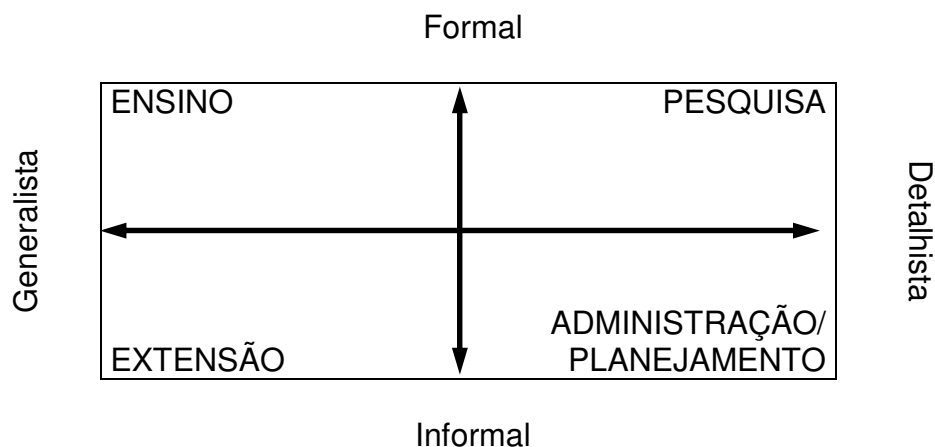 Formal
ENSINO
PESQUISA
Generalista
Detalhista
EXTENSÃO
ADMINISTRAÇÃO/
PLANEJAMENTO
Informal